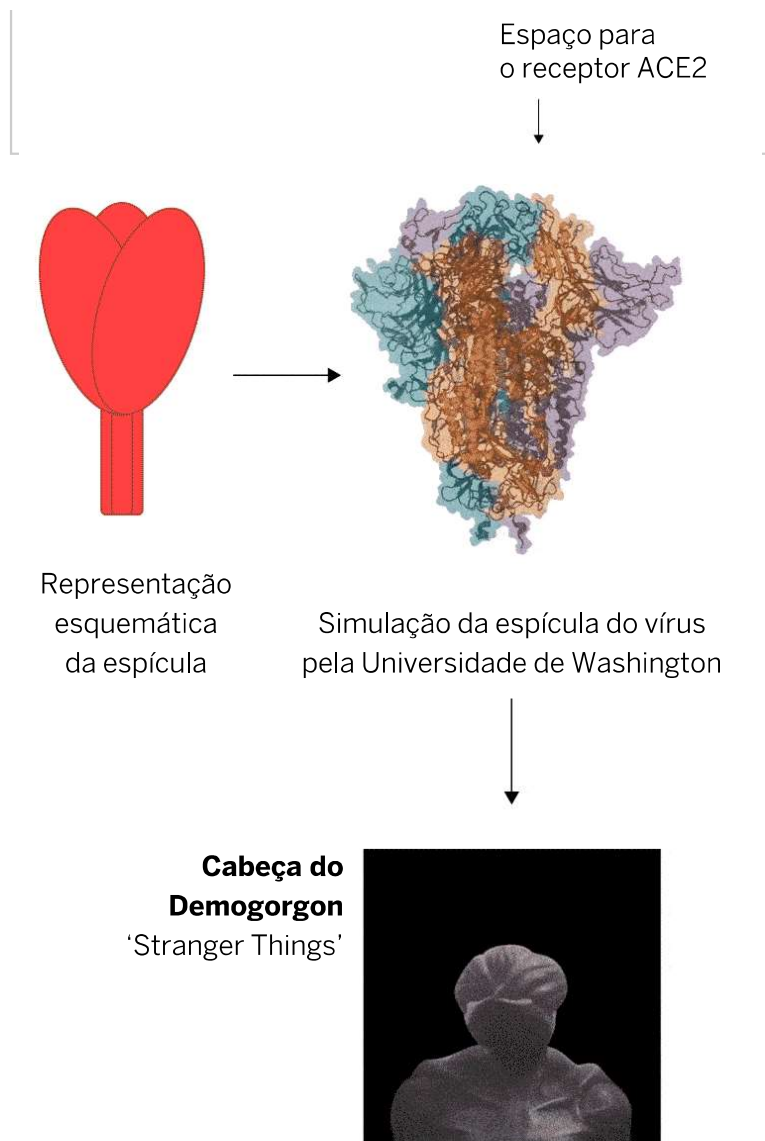 Espaço para
o receptor ACE2
Representação
esquemática
da espícula
Simulação da espícula do vírus
pela Universidade de Washington
Cabeça do
Demogorgon
‘Stranger Things’